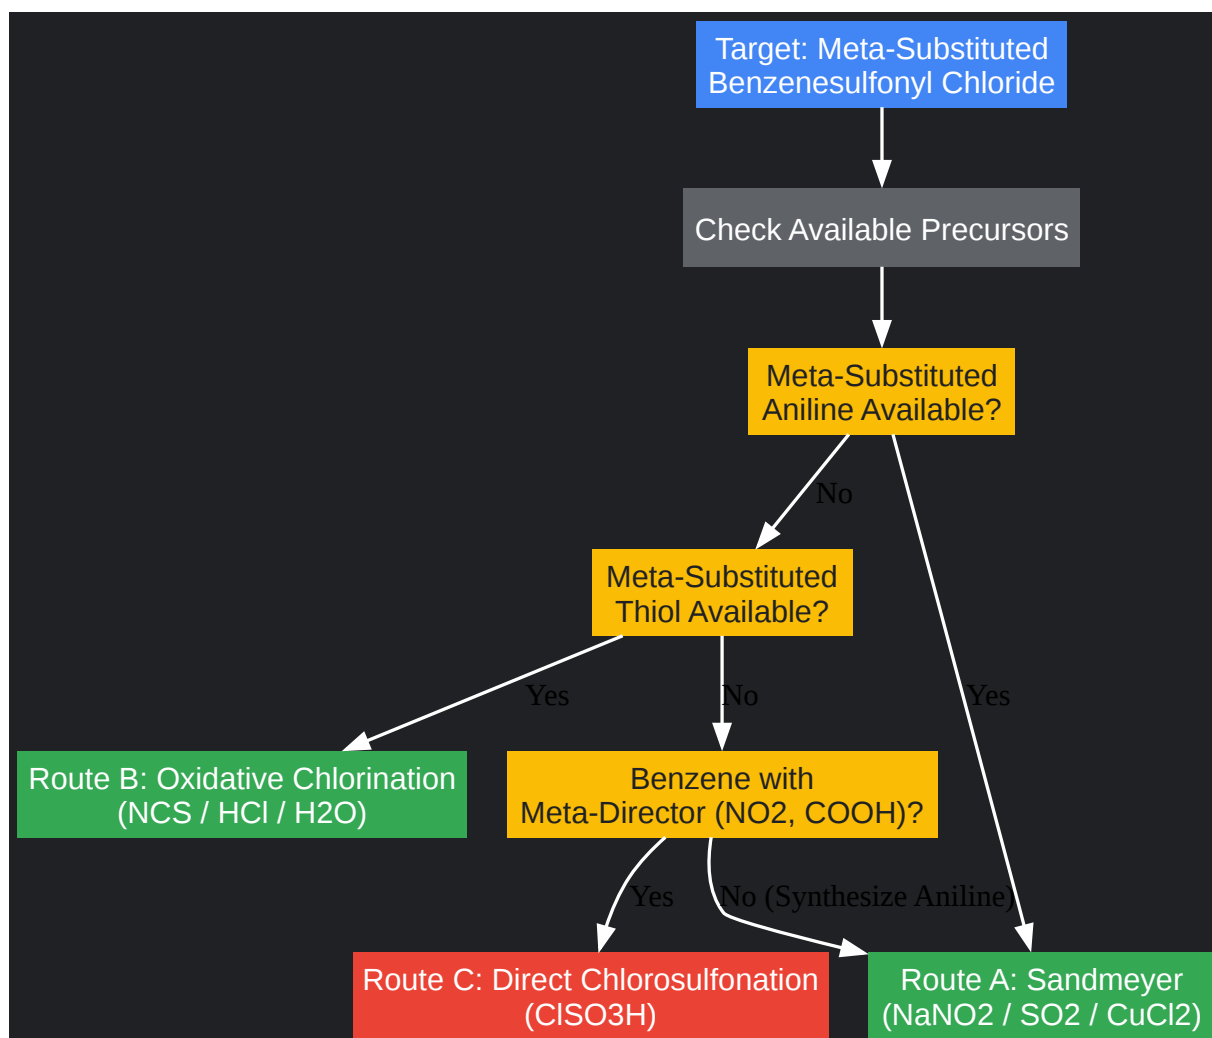 Target: Meta-Substituted
Benzenesulfonyl Chloride
Check Available Precursors
Meta-Substituted
Aniline Available?
No
Meta-Substituted
Thiol Available?
Yes
No
Yes
Route B: Oxidative Chlorination
(NCS / HCl / H2O)
Benzene with
Meta-Director (NO2, COOH)?
Yes
No (Synthesize Aniline)
Route C: Direct Chlorosulfonation
(ClSO3H)
Route A: Sandmeyer
(NaNO2 / SO2 / CuCl2)